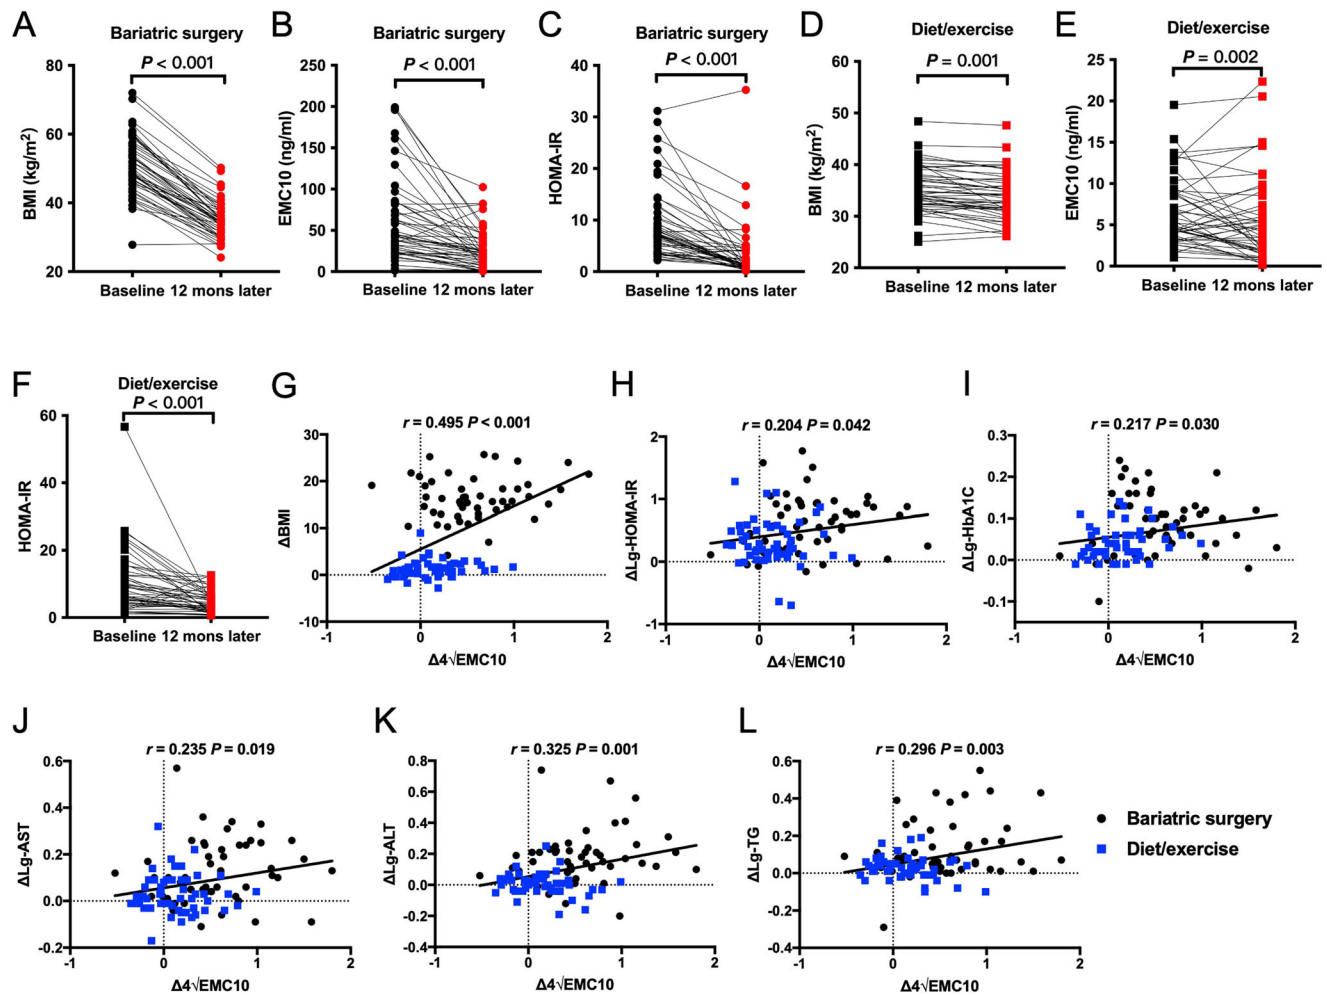 A
Bariatric surgery
P < 0.001
BMI (kg/m²)
80
60
40
20
Baseline 12 mons later
B
Bariatric surgery
P < 0.001
EMC10 (ng/ml)
250
200
150
100
50
0
Baseline 12 mons later
C
Bariatric surgery
P < 0.001
HOMA-IR
40
30
20
10
0
Baseline 12 mons later
D
Diet/exercise
P = 0.001
BMI (kg/m²)
60
50
40
30
20
Baseline 12 mons later
E
Diet/exercise
P = 0.002
EMC10 (ng/ml)
25
20
15
10
5
0
Baseline 12 mons later
F
Diet/exercise
P < 0.001
HOMA-IR
60
40
20
0
Baseline 12 mons later
G
r = 0.495 P < 0.001
ΔBMI
30
20
10
0
-10
-1 0 1 2
Δ4√EMC10
H
r = 0.204 P = 0.042
ΔLg-HOMA-IR
2
1
0
-1
-1 0 1 2
Δ4√EMC10
I
r = 0.217 P = 0.030
ΔLg-HbA1C
0.3
0.2
0.1
0.0
-0.1
-1 0 1 2
Δ4√EMC10
J
r = 0.235 P = 0.019
ΔLg-AST
0.6
0.4
0.2
0.0
-0.2
-1 0 1 2
Δ4√EMC10
K
r = 0.325 P = 0.001
ΔLg-ALT
0.8
0.6
0.4
0.2
0.0
-0.2
-0.4
-1 0 1 2
Δ4√EMC10
L
r = 0.296 P = 0.003
ΔLg-TG
0.6
0.4
0.2
0.0
-0.2
-0.4
-1 0 1 2
Δ4√EMC10
Bariatric surgery
Diet/exercise